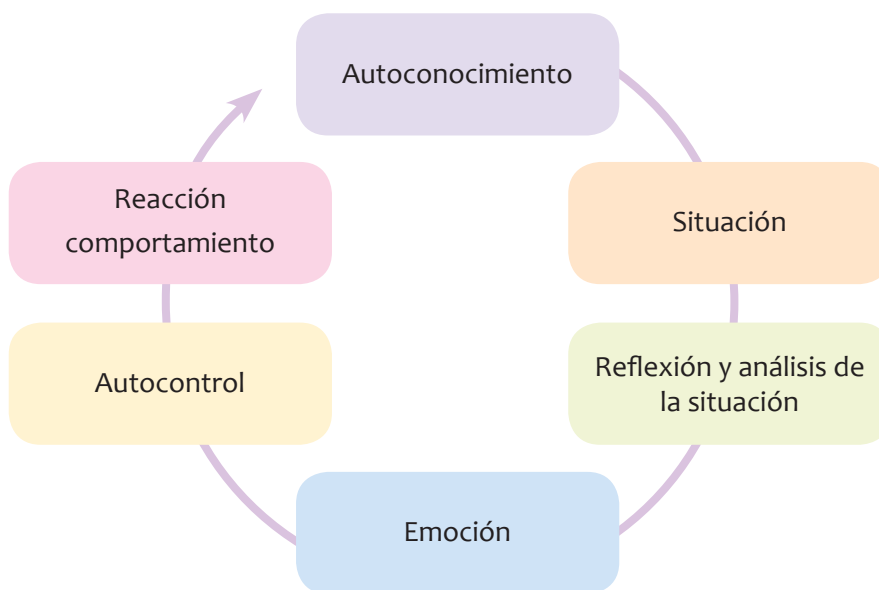 Autoconocimiento
Situación
Reflexión y análisis de
la situación
Emoción
Autocontrol
Reacción
comportamiento